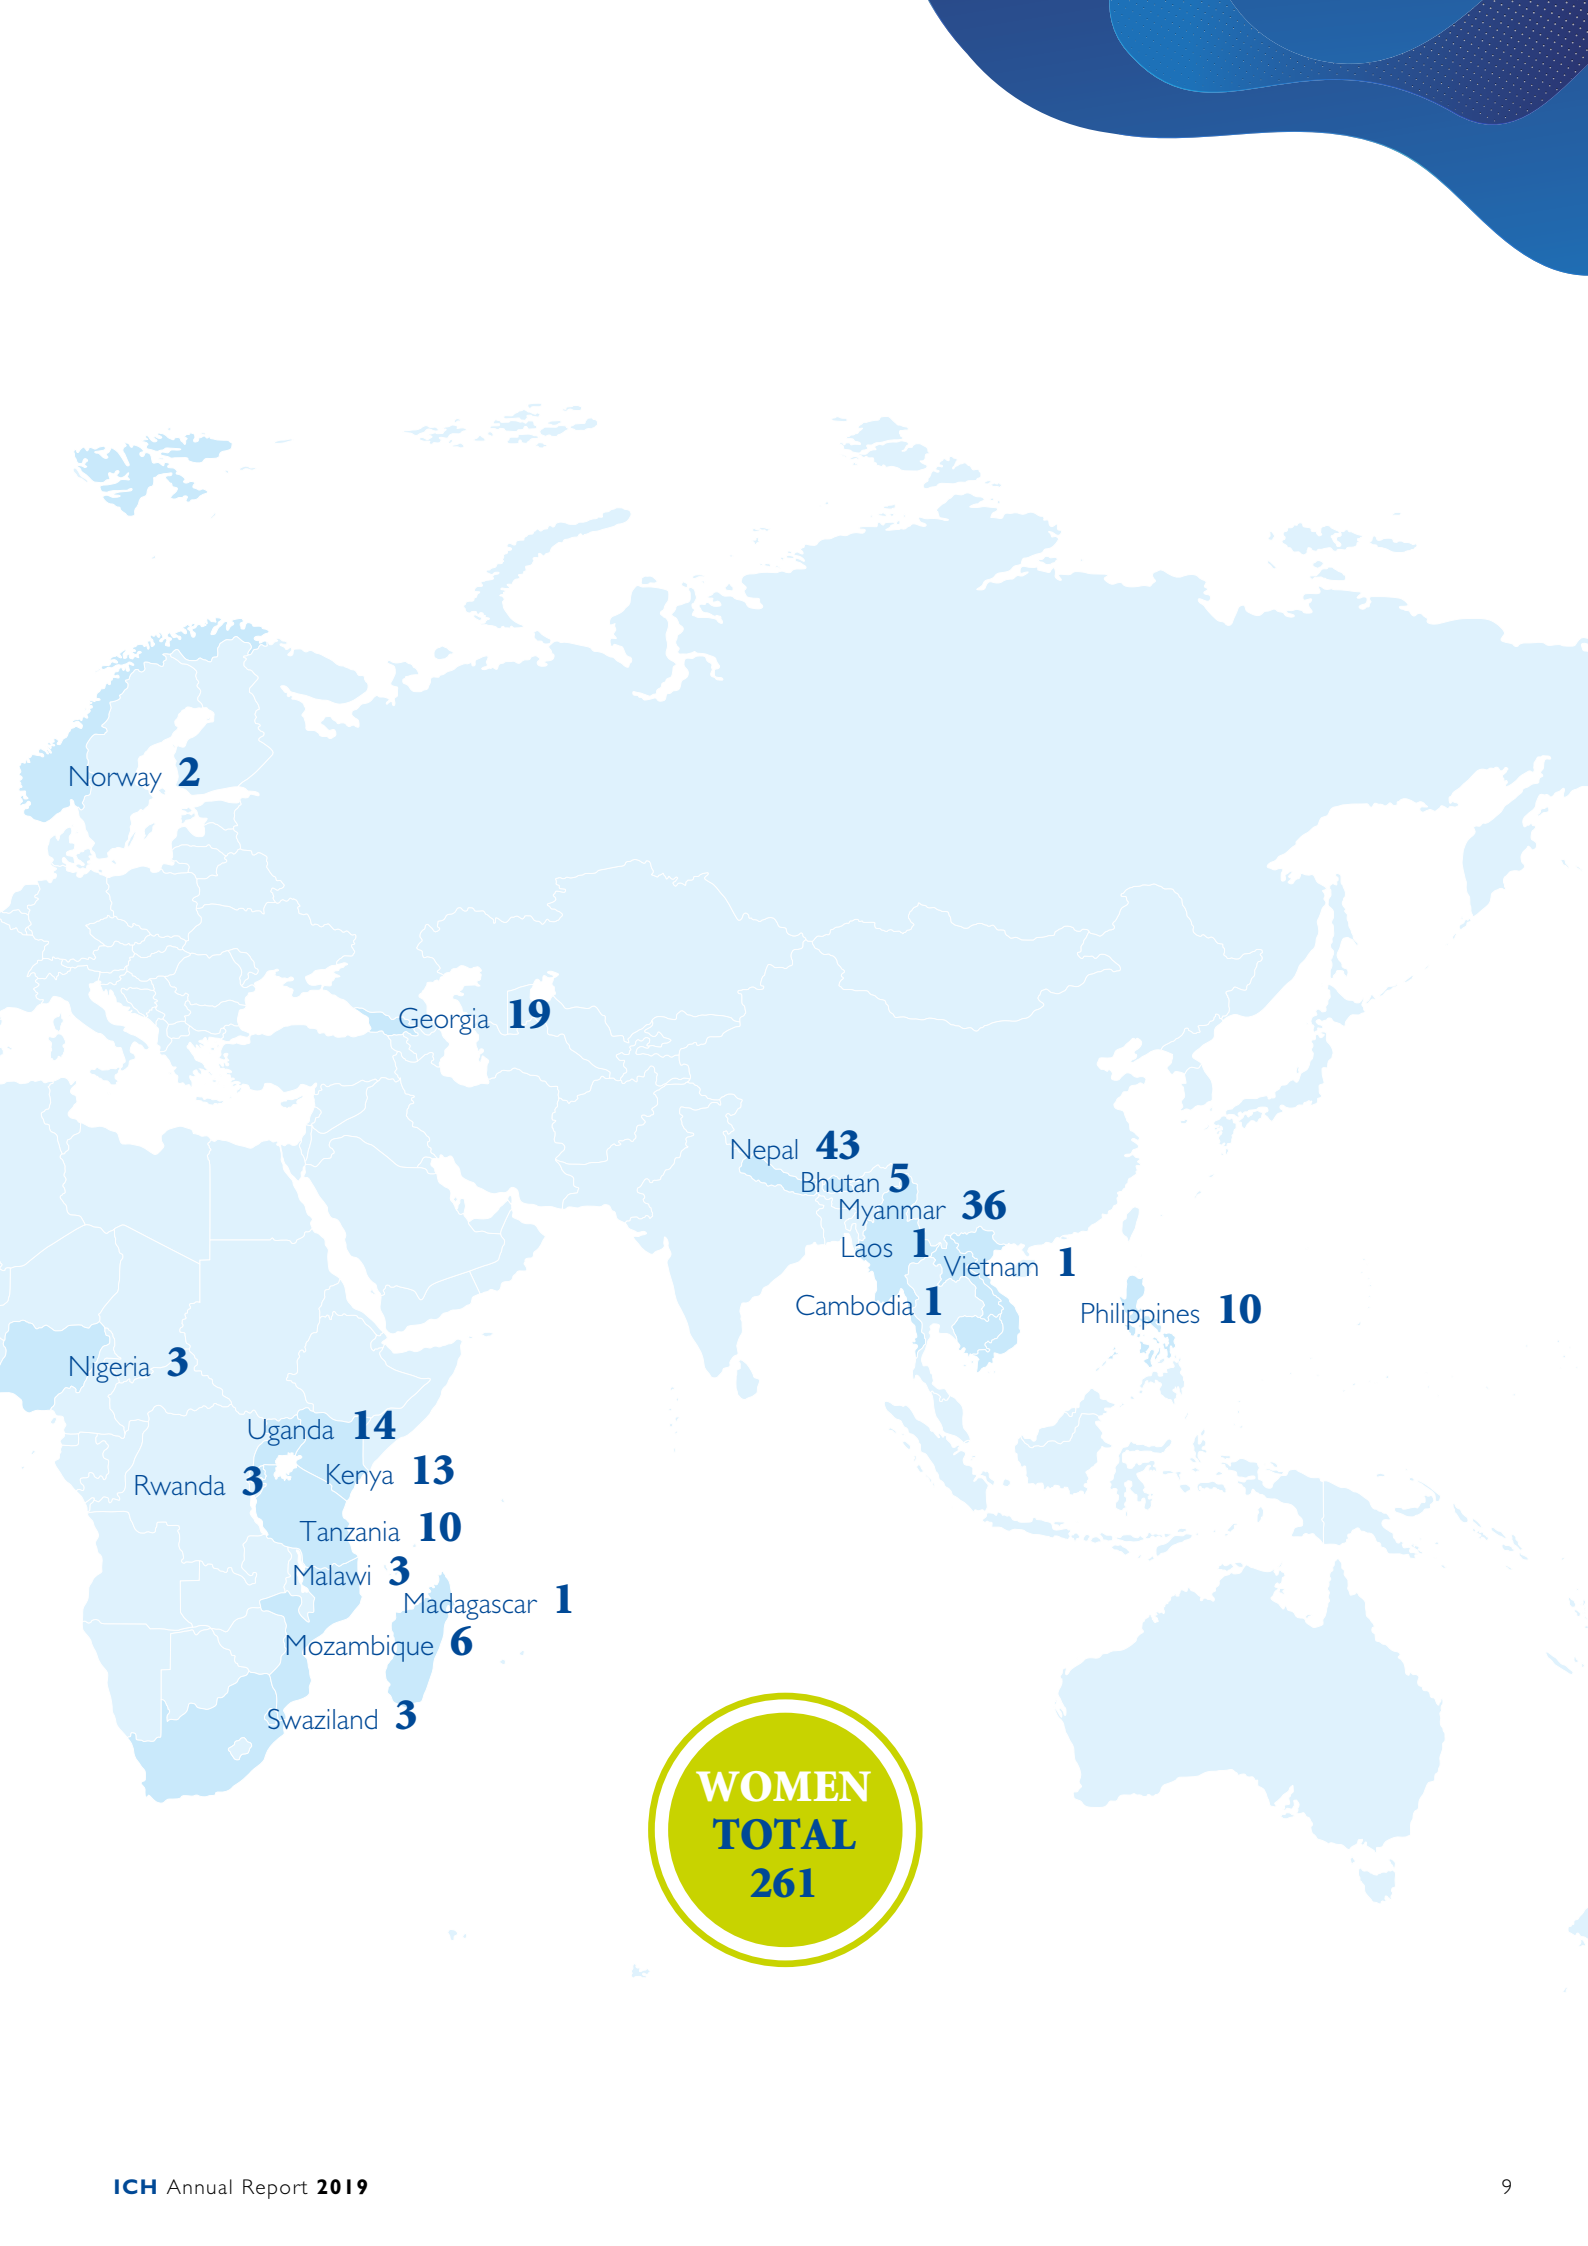 Norway 2
Georgia 19
Nepal 43
Bhutan 5
Myanmar 36
Laos 1
Vietnam 1
Cambodia 1
Philippines 10
Nigeria 3
Uganda 14
Kenya 13
Rwanda 3
Tanzania 10
Malawi 3
Madagascar 1
Mozambique 6
Swaziland 3
WOMEN
TOTAL
261
ICH Annual Report 2019
9